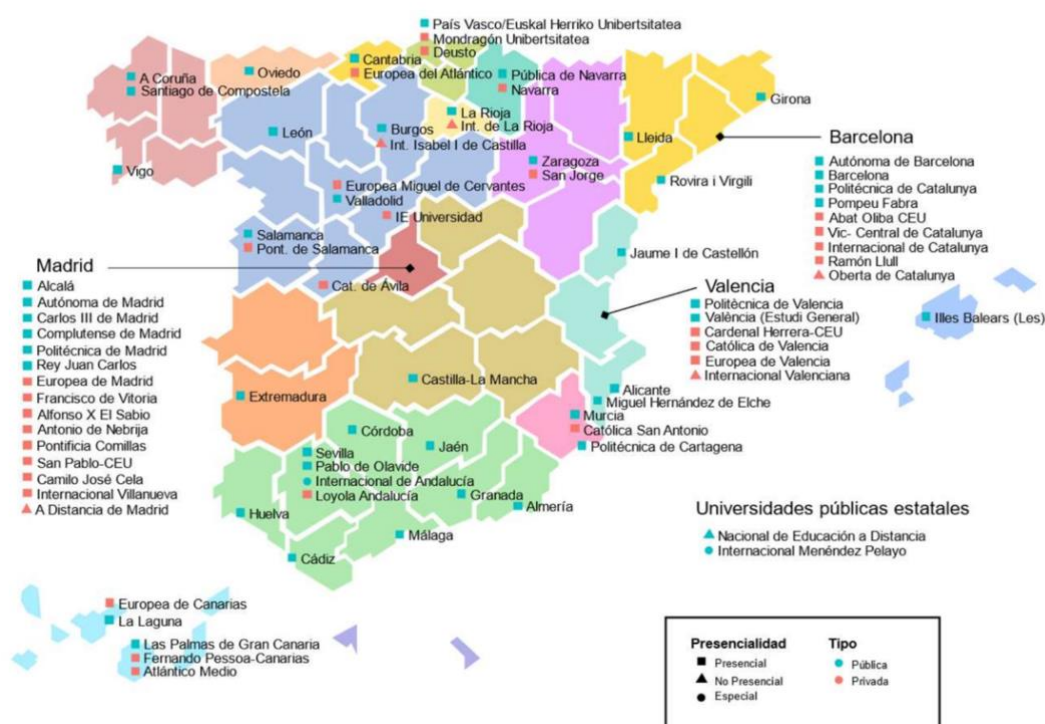 País Vasco/Euskal Herriko Unibertsitatea
Mondragón Unibertsitatea
Deusto
Cantabria
Europea del Atlántico
Pública de Navarra
Navarra
A Coruña
Santiago de Compostela
Oviedo
Girona
La Rioja
Int. de La Rioja
León
Burgos
Int. Isabel I de Castilla
Lleida
Barcelona
Vigo
Zaragoza
San Jorge
Rovira i Virgili
Autónoma de Barcelona
Barcelona
Politécnica de Catalunya
Pompeu Fabra
Abat Oliba CEU
Vic- Central de Catalunya
Internacional de Catalunya
Ramón Llull
Oberta de Catalunya
Europea Miguel de Cervantes
Valladolid
IE Universidad
Salamanca
Pont. de Salamanca
Cat. de Ávila
Jaume I de Castellón
Madrid
Alcalá
Autónoma de Madrid
Carlos III de Madrid
Complutense de Madrid
Politécnica de Madrid
Rey Juan Carlos
Europea de Madrid
Francisco de Vitoria
Alfonso X El Sabio
Antonio de Nebrija
Pontificia Comillas
San Pablo-CEU
Camilo José Cela
Internacional Villanueva
A Distancia de Madrid
Valencia
Politècnica de Valencia
València (Estudi General)
Cardenal Herrera-CEU
Católica de Valencia
Europea de Valencia
Internacional Valenciana
Illes Balears (Les)
Castilla-La Mancha
Extremadura
Alicante
Miguel Hernández de Elche
Murcia
Católica San Antonio
Politécnica de Cartagena
Córdoba
Jaén
Sevilla
Pablo de Olavide
Internacional de Andalucía
Loyola Andalucía
Granada
Almería
Huelva
Málaga
Cádiz
Universidades públicas estatales
Nacional de Educación a Distancia
Internacional Menéndez Pelayo
Europea de Canarias
La Laguna
Las Palmas de Gran Canaria
Fernando Pessoa-Canarias
Atlántico Medio
Presencialidad
Presencial
No Presencial
Especial
Tipo
Pública
Privada